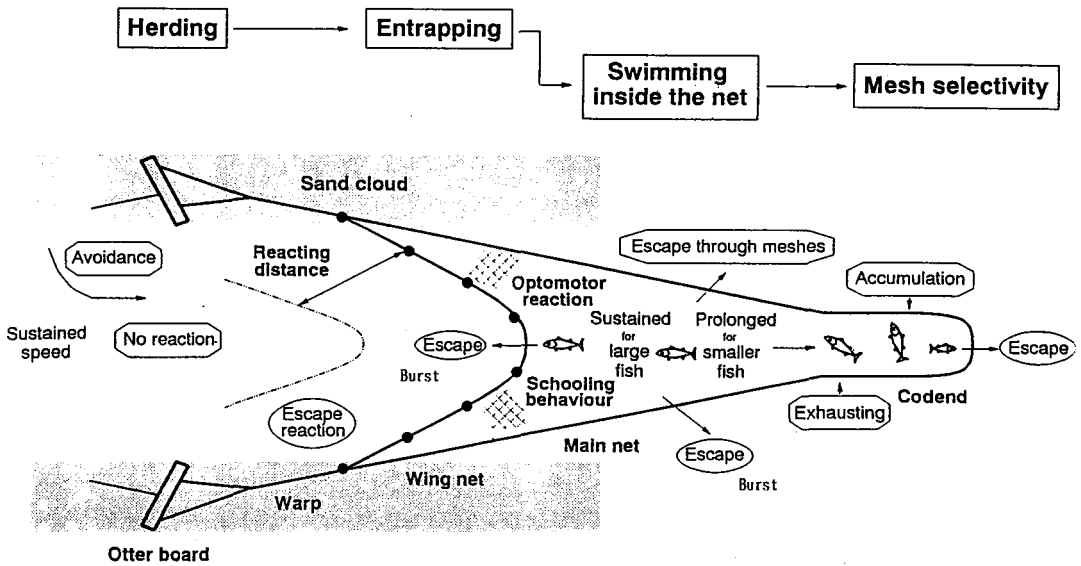 Herding
Entrapping
Swimming
inside the net
Mesh selectivity
Sand cloud
Avoidance
Reacting
distance
Escape through meshes
Optomotor
reaction
Accumulation
Sustained
speed
No reaction
Escape
Burst
Sustained
for
large
fish
Prolonged
for
smaller
fish
Escape
Schooling
behaviour
Escape
reaction
Exhausting
Codend
Main net
Escape
Burst
Wing net
Warp
Otter board